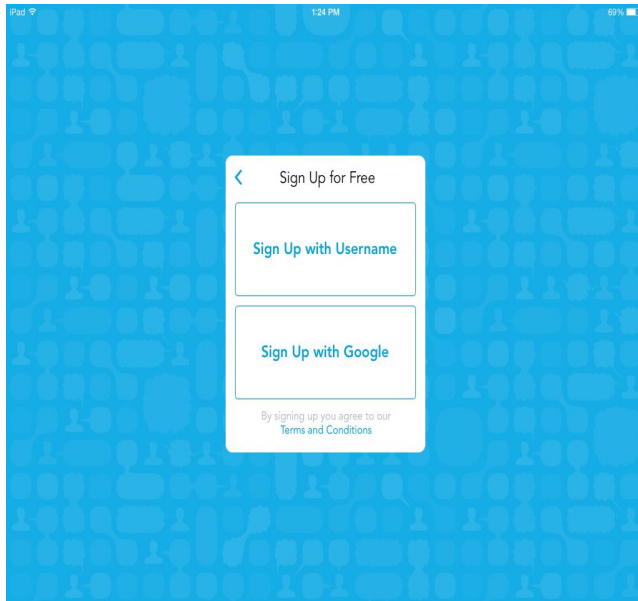 iPad 1:24 PM 69%
Sign Up for Free
Sign Up with Username
Sign Up with Google
By signing up you agree to our
Terms and Conditions